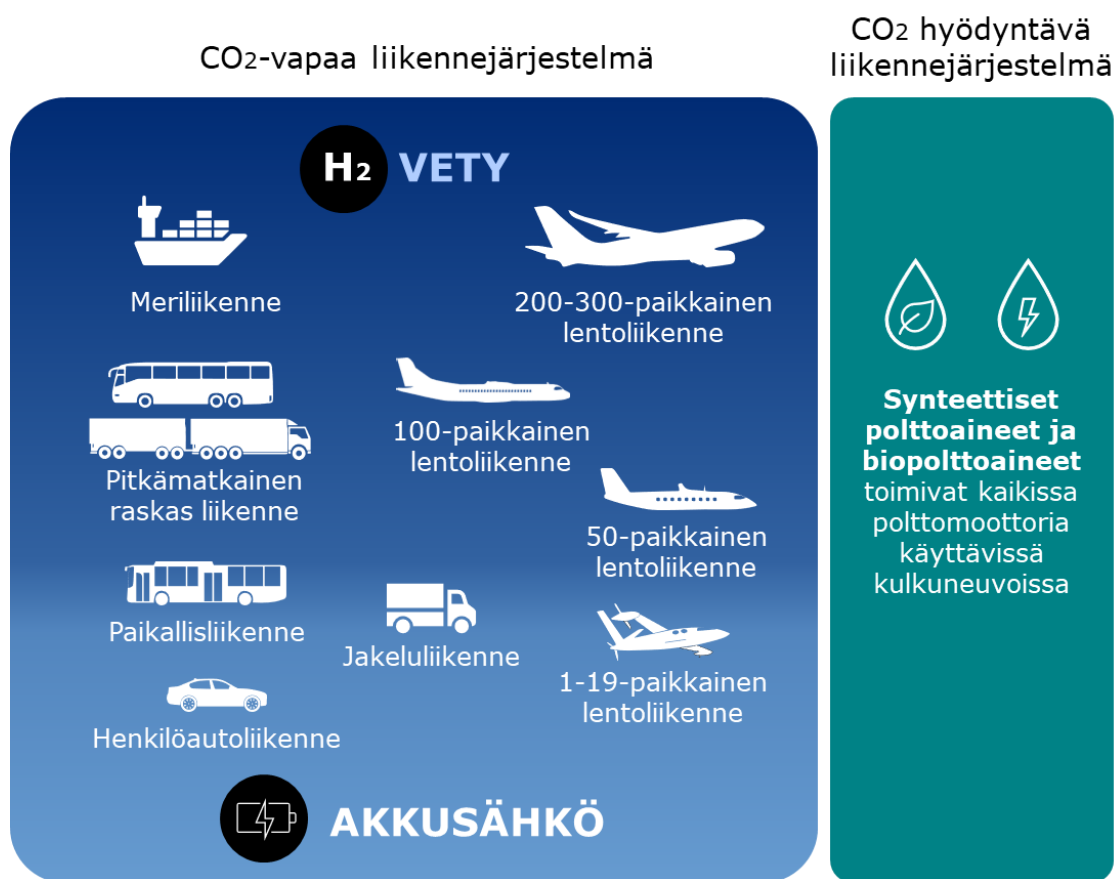 CO2-vapaa liikennejärjestelmä
H2 VETY
Meriliikenne
200-300-paikkainen
lentoliikenne
Pitkämatkainen
raskas liikenne
100-paikkainen
lentoliikenne
50-paikkainen
lentoliikenne
Paikallisliikenne
Jakeluliikenne
1-19-paikkainen
lentoliikenne
Henkilöautoliikenne
AKKUSÄHKÖ
CO2 hyödyntävä
liikennejärjestelmä
Synteettiset
polttoaineet ja
biopolttoaineet
toimivat kaikissa
polttomoottoria
käyttävissä
kulkuneuvoissa